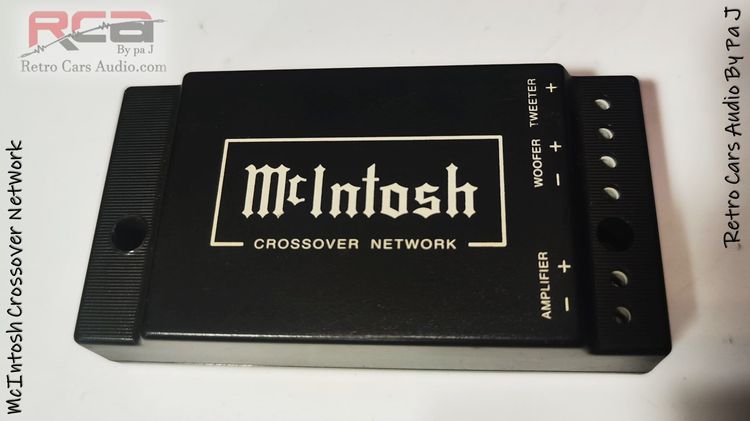 RCA
By pa J
Retro Cars Audio.com
McIntosh Crossover Network
McIntosh
CROSSOVER NETWORK
AMPLIFIER
− +
WOOFER
− +
TWEETER
+
Retro Cars Audio By Pa J